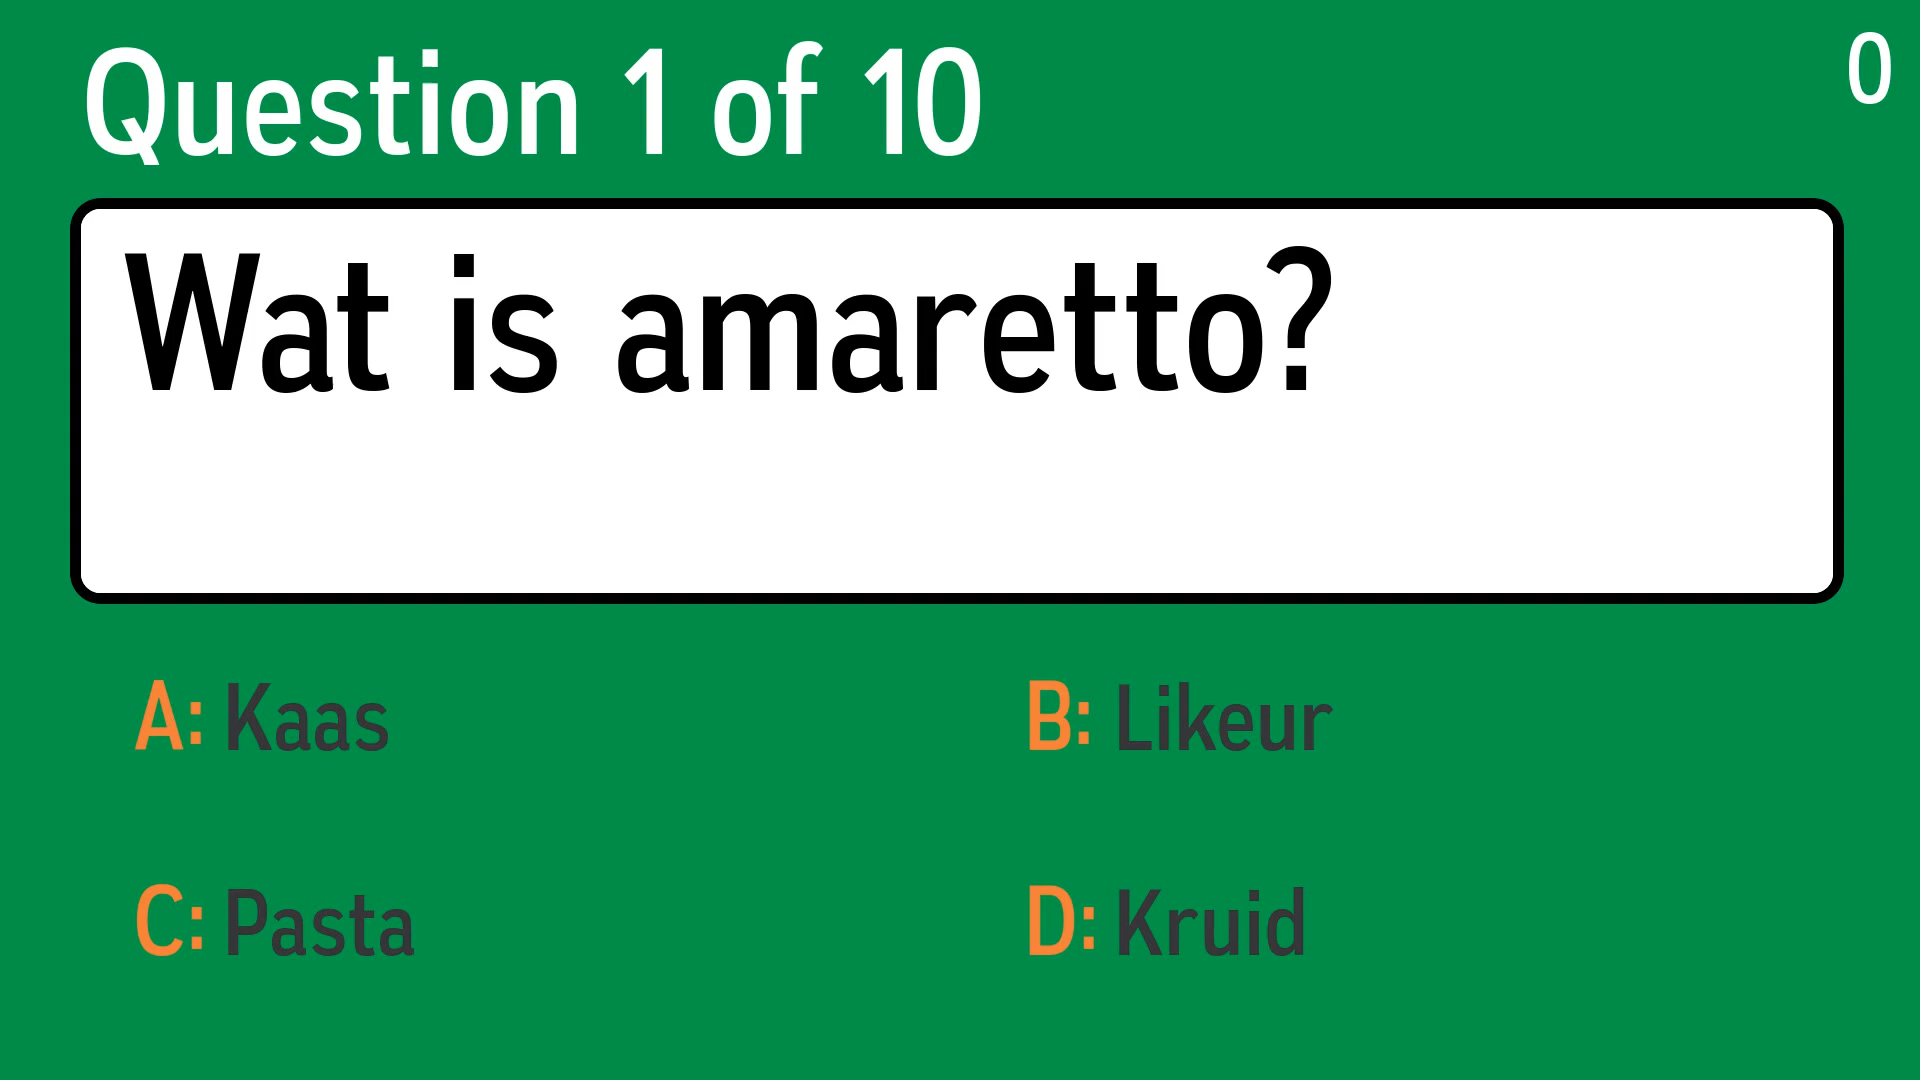 Question 1 of 10
0
Wat is amaretto?
A: Kaas
B: Likeur
C: Pasta
D: Kruid